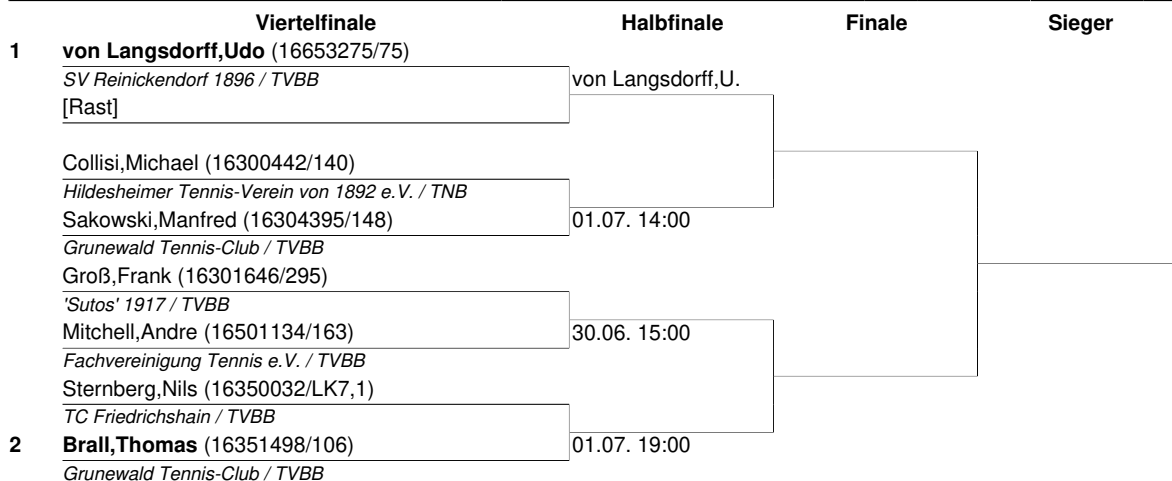 Viertelfinale Halbfinale Finale Sieger
1 von Langsdorff,Udo (16653275/75)
SV Reinickendorf 1896 / TVBB von Langsdorff,U.
[Rast]
Collisi,Michael (16300442/140)
Hildesheimer Tennis-Verein von 1892 e.V. / TNB
Sakowski,Manfred (16304395/148) 01.07. 14:00
Grunewald Tennis-Club / TVBB
Groß,Frank (16301646/295)
'Sutos' 1917 / TVBB
Mitchell,Andre (16501134/163) 30.06. 15:00
Fachvereinigung Tennis e.V. / TVBB
Sternberg,Nils (16350032/LK7,1)
TC Friedrichshain / TVBB
2 Brall,Thomas (16351498/106) 01.07. 19:00
Grunewald Tennis-Club / TVBB